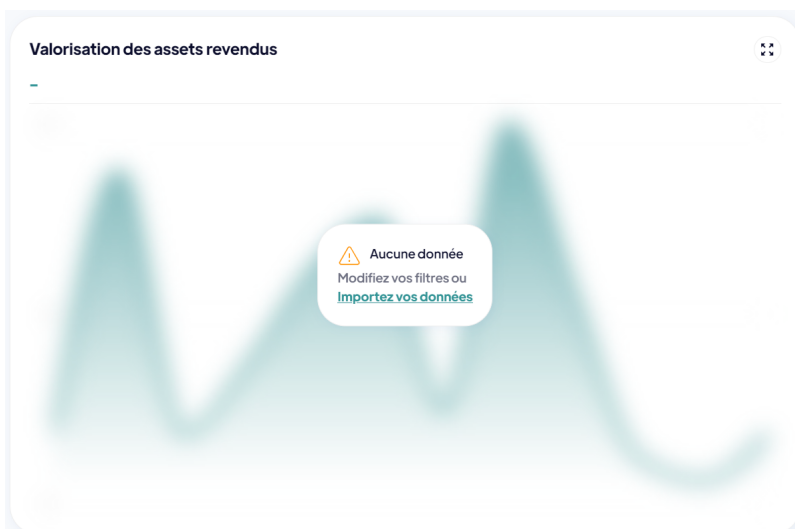 Valorisation des assets revendus
–
Aucune donnée
Modifiez vos filtres ou
Importez vos données